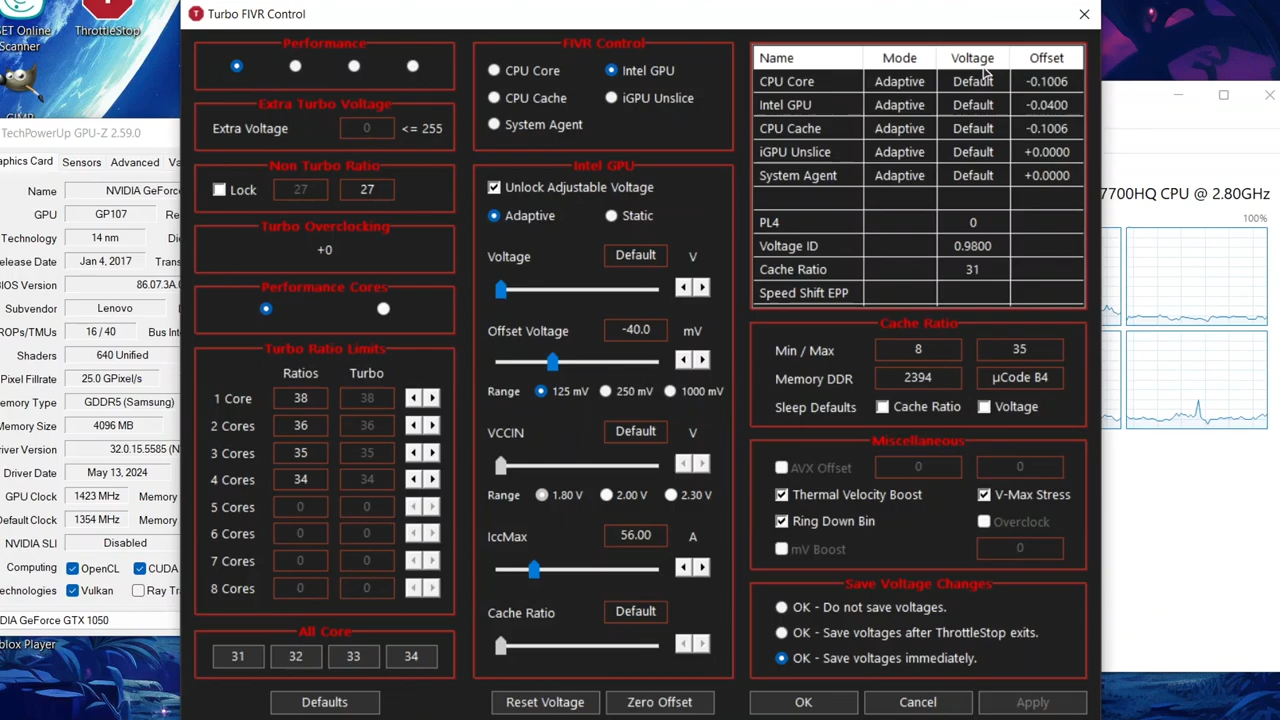 SET Online
Scanner
ThrottleStop
GIMP
TechPowerUp GPU-Z 2.59.0
aphics Card
Sensors
Advanced
Va
Name
NVIDIA GeFor
GPU
GP107
Rev
Technology
14 nm
Die
elease Date
Jan 4, 2017
Trans
BIOS Version
86.07.3A.
Subvendor
Lenovo
ROPs/TMUs
16 / 40
Bus Int
Shaders
640 Unified
Pixel Fillrate
25.0 GPixel/s
Memory Type
GDDR5 (Samsung)
Memory Size
4096 MB
iver Version
32.0.15.5585 (N
Driver Date
May 13, 2024
GPU Clock
1423 MHz
Memory
Default Clock
1354 MHz
Memory
NVIDIA SLI
Disabled
Computing
OpenCL
CUDA
echnologies
Vulkan
Ray Tr
IDIA GeForce GTX 1050
blox Player
Turbo FIVR Control
Performance
Extra Turbo Voltage
Extra Voltage
0
<= 255
Non Turbo Ratio
Lock
27
27
Turbo Overclocking
+0
Performance Cores
Turbo Ratio Limits
Ratios
Turbo
1 Core
38
38
2 Cores
36
36
3 Cores
35
35
4 Cores
34
34
5 Cores
0
0
6 Cores
0
0
7 Cores
0
0
8 Cores
0
0
All Core
31
32
33
34
Defaults
FIVR Control
CPU Core
Intel GPU
CPU Cache
iGPU Unslice
System Agent
Intel GPU
Unlock Adjustable Voltage
Adaptive
Static
Voltage
Default
V
Offset Voltage
-40.0
mV
Range
125 mV
250 mV
1000 mV
VCCIN
Default
V
Range
1.80 V
2.00 V
2.30 V
IccMax
56.00
A
Cache Ratio
Default
Reset Voltage
Zero Offset
Name
Mode
Voltage
Offset
CPU Core
Adaptive
Default
-0.1006
Intel GPU
Adaptive
Default
-0.0400
CPU Cache
Adaptive
Default
-0.1006
iGPU Unslice
Adaptive
Default
+0.0000
System Agent
Adaptive
Default
+0.0000
PL4
0
Voltage ID
0.9800
Cache Ratio
31
Speed Shift EPP
Cache Ratio
Min / Max
8
35
Memory DDR
2394
µCode B4
Sleep Defaults
Cache Ratio
Voltage
Miscellaneous
AVX Offset
0
0
Thermal Velocity Boost
V-Max Stress
Ring Down Bin
Overclock
mV Boost
0
Save Voltage Changes
OK - Do not save voltages.
OK - Save voltages after ThrottleStop exits.
OK - Save voltages immediately.
OK
Cancel
Apply
7700HQ CPU @ 2.80GHz
100%